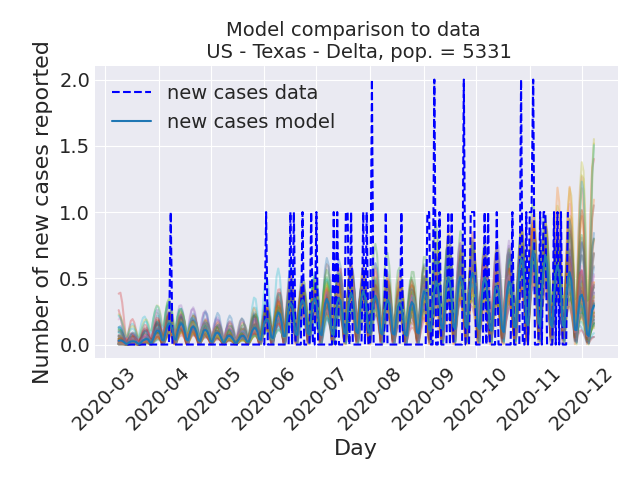 Model comparison to data
US - Texas - Delta, pop. = 5331
Number of new cases reported
2.0
1.5
1.0
0.5
0.0
new cases data
new cases model
2020-03
2020-04
2020-05
2020-06
2020-07
2020-08
2020-09
2020-10
2020-11
2020-12
Day